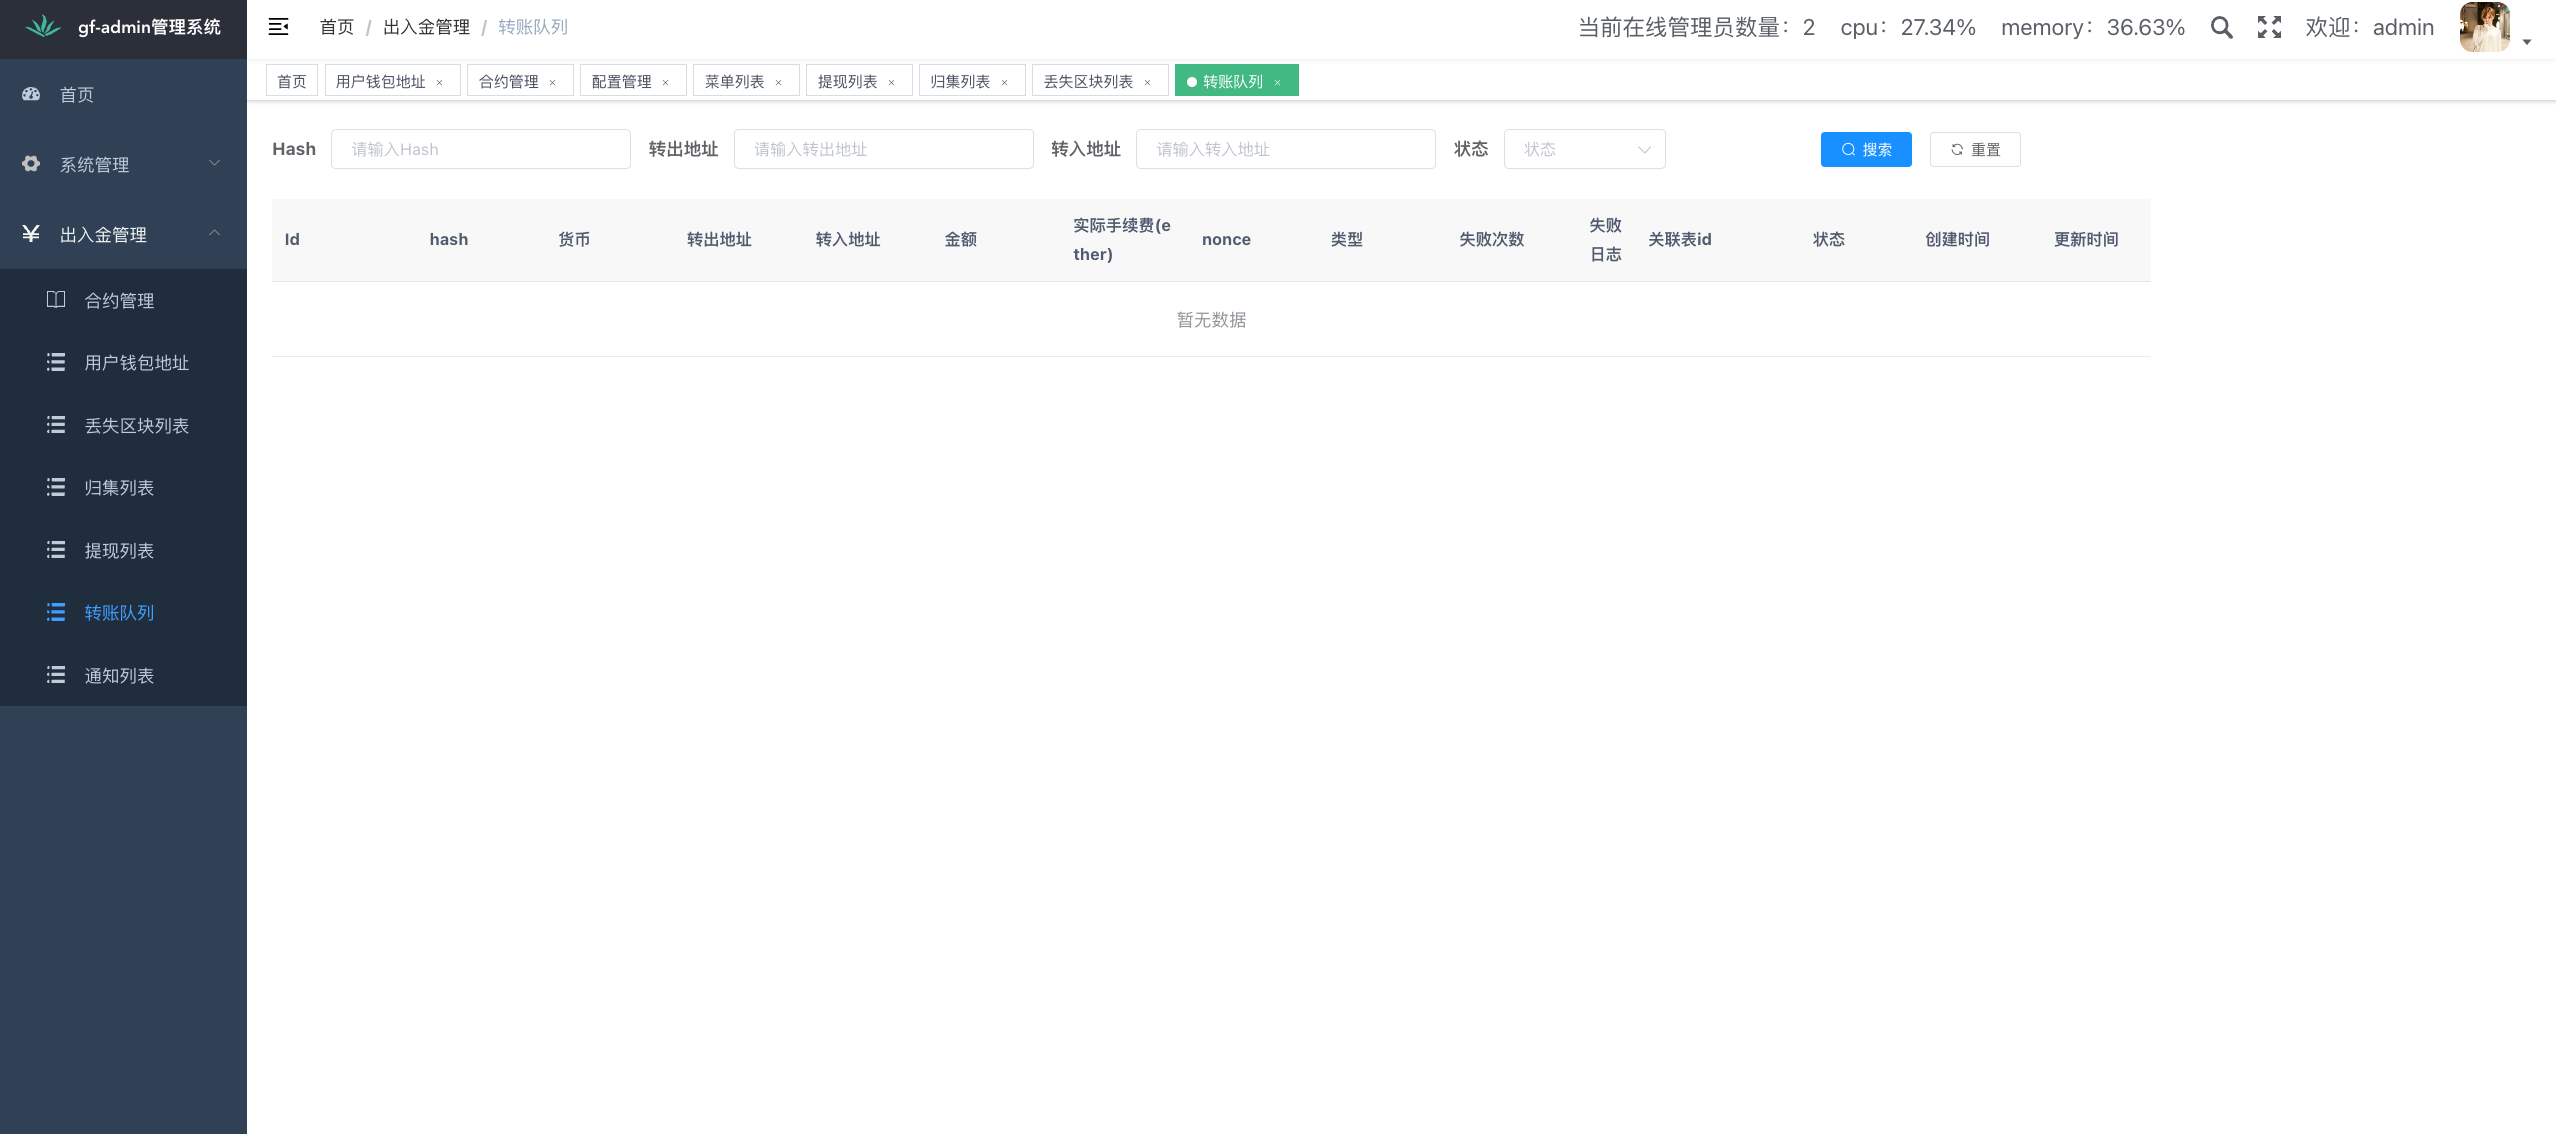 gf-admin管理系统
首页 / 出入金管理 / 转账队列
当前在线管理员数量：2 cpu：27.34% memory：36.63% 欢迎：admin
首页 用户钱包地址 × 合约管理 × 配置管理 × 菜单列表 × 提现列表 × 归集列表 × 丢失区块列表 × 转账队列 ×
首页
系统管理
出入金管理
合约管理
用户钱包地址
丢失区块列表
归集列表
提现列表
转账队列
通知列表
Hash 请输入Hash 转出地址 请输入转出地址 转入地址 请输入转入地址 状态 状态 搜索 重置
Id hash 货币 转出地址 转入地址 金额 实际手续费(e nonce 类型 失败次数 失败 关联表id 状态 创建时间 更新时间
ther) 日志
暂无数据